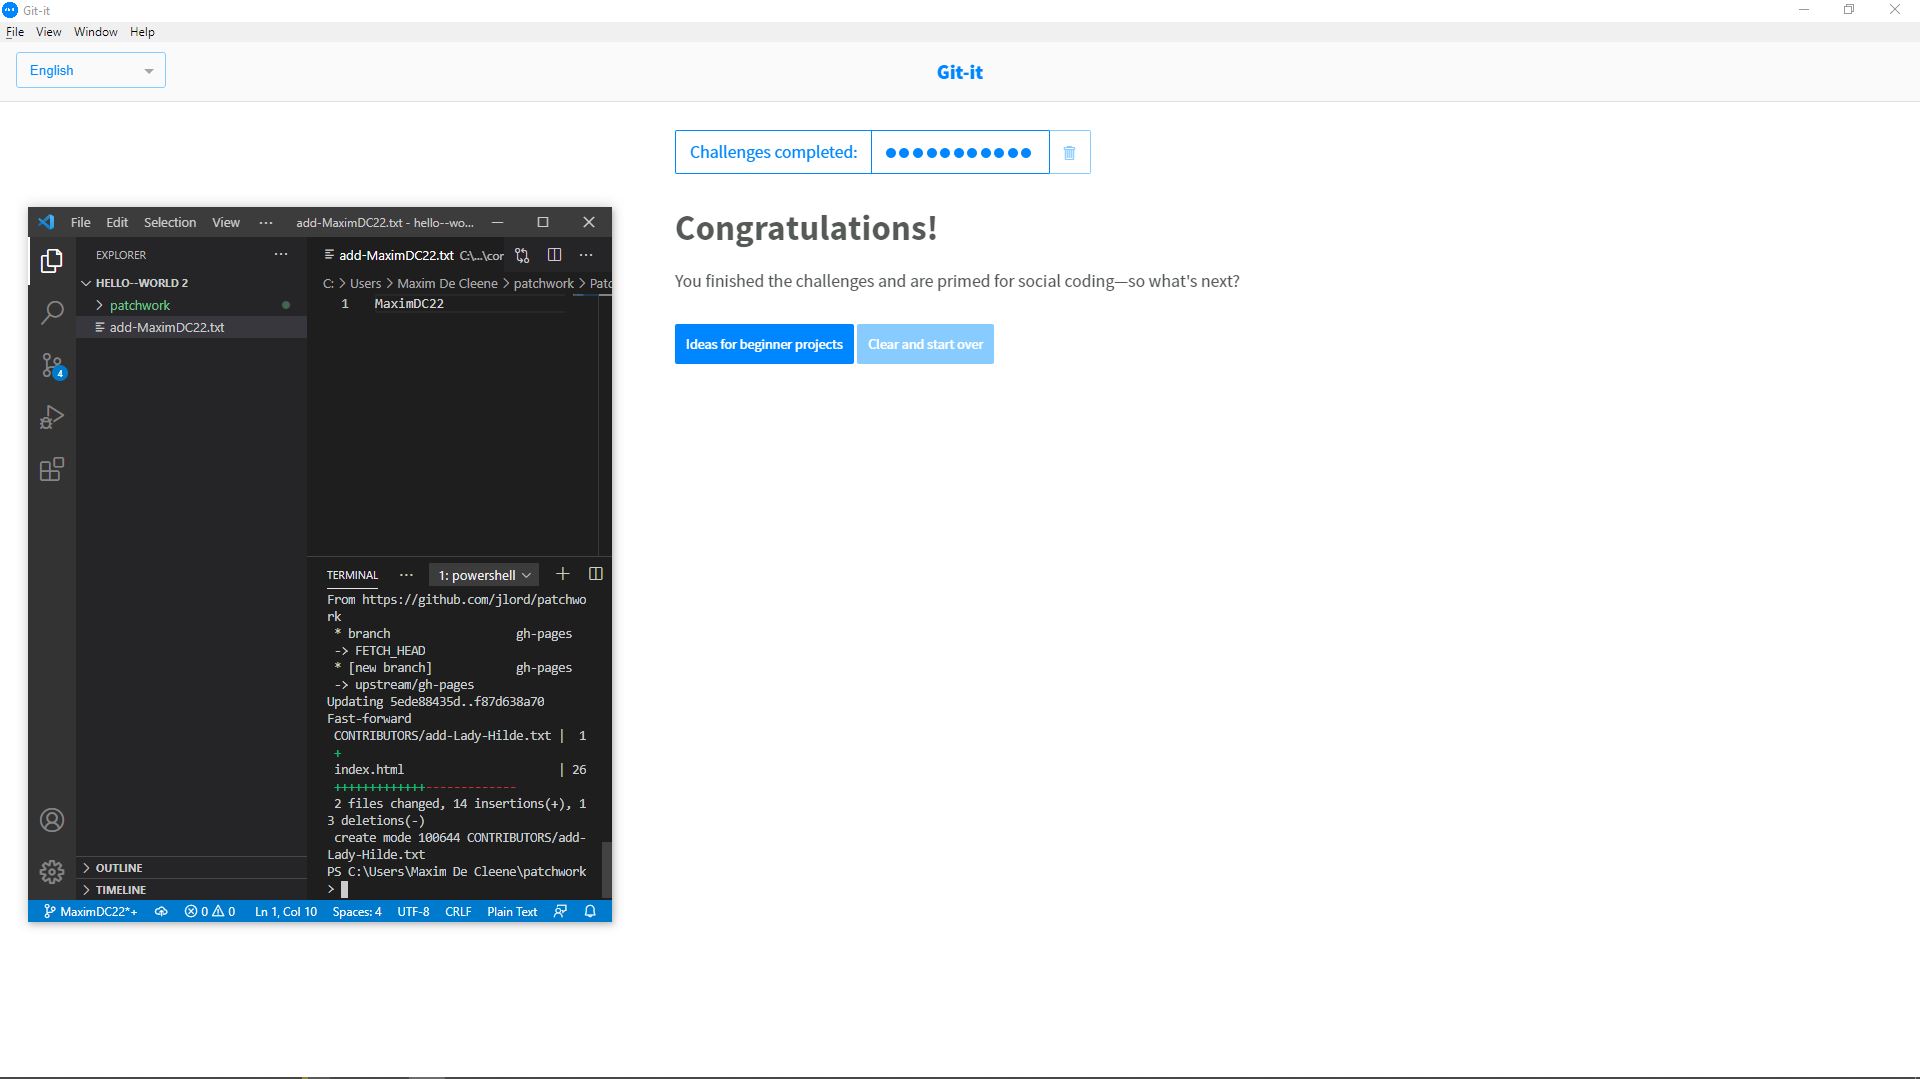 Git-it
File View Window Help
English
Git-it
Challenges completed:
Congratulations!
You finished the challenges and are primed for social coding—so what's next?
Ideas for beginner projects
Clear and start over
File Edit Selection View ··· add-MaximDC22.txt - hello--wo...
EXPLORER ···
HELLO--WORLD 2
patchwork
add-MaximDC22.txt
4
OUTLINE
TIMELINE
add-MaximDC22.txt C:\...\cor ···
C: > Users > Maxim De Cleene > patchwork > Patc
1 MaximDC22
TERMINAL ··· 1: powershell
From https://github.com/jlord/patchwo
rk
* branch gh-pages
-> FETCH_HEAD
* [new branch] gh-pages
-> upstream/gh-pages
Updating 5ede88435d..f87d638a70
Fast-forward
CONTRIBUTORS/add-Lady-Hilde.txt | 1
+
index.html | 26
+++++++++++++-------------
2 files changed, 14 insertions(+), 1
3 deletions(-)
create mode 100644 CONTRIBUTORS/add-
Lady-Hilde.txt
PS C:\Users\Maxim De Cleene\patchwork
>
MaximDC22*+ 0 0 Ln 1, Col 10 Spaces: 4 UTF-8 CRLF Plain Text